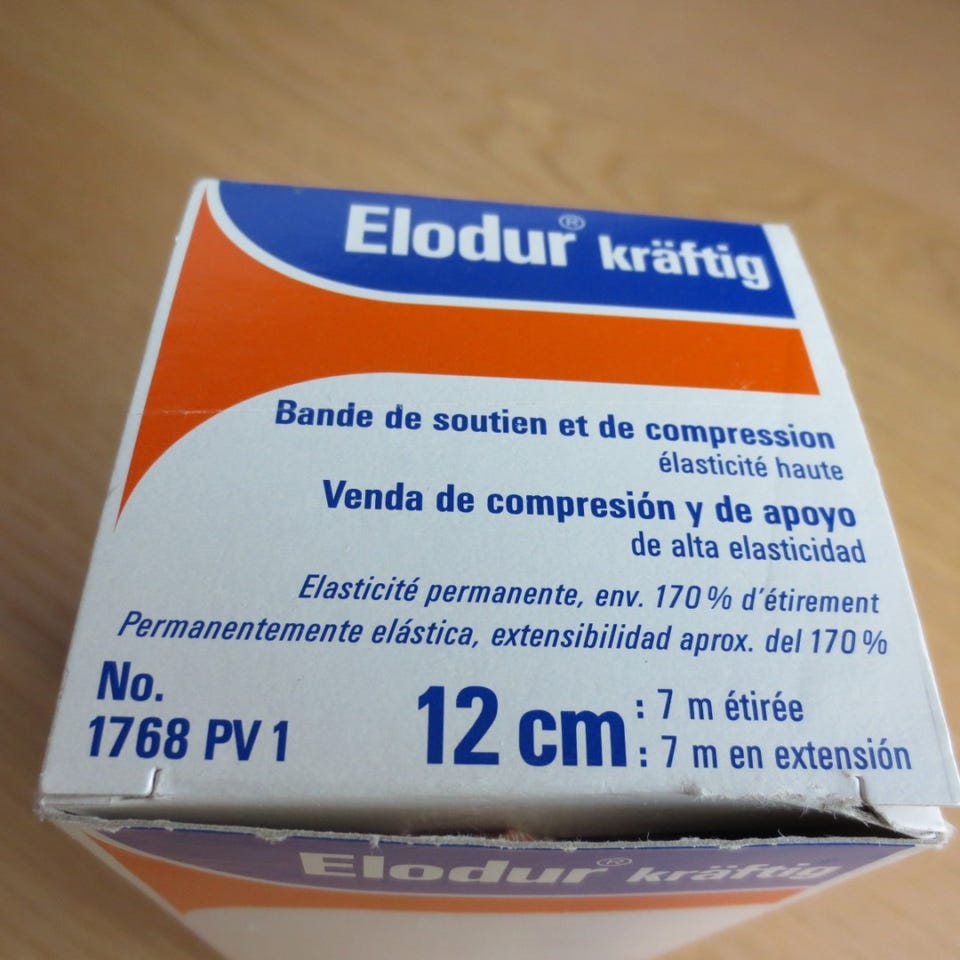 Elodur® kräftig
Bande de soutien et de compression
élasticité haute
Venda de compresión y de apoyo
de alta elasticidad
Elasticité permanente, env. 170 % d'étirement
Permanentemente elástica, extensibilidad aprox. del 170 %
No.
1768 PV 1
12 cm : 7 m étirée
: 7 m en extensión
Elodur® kräftig